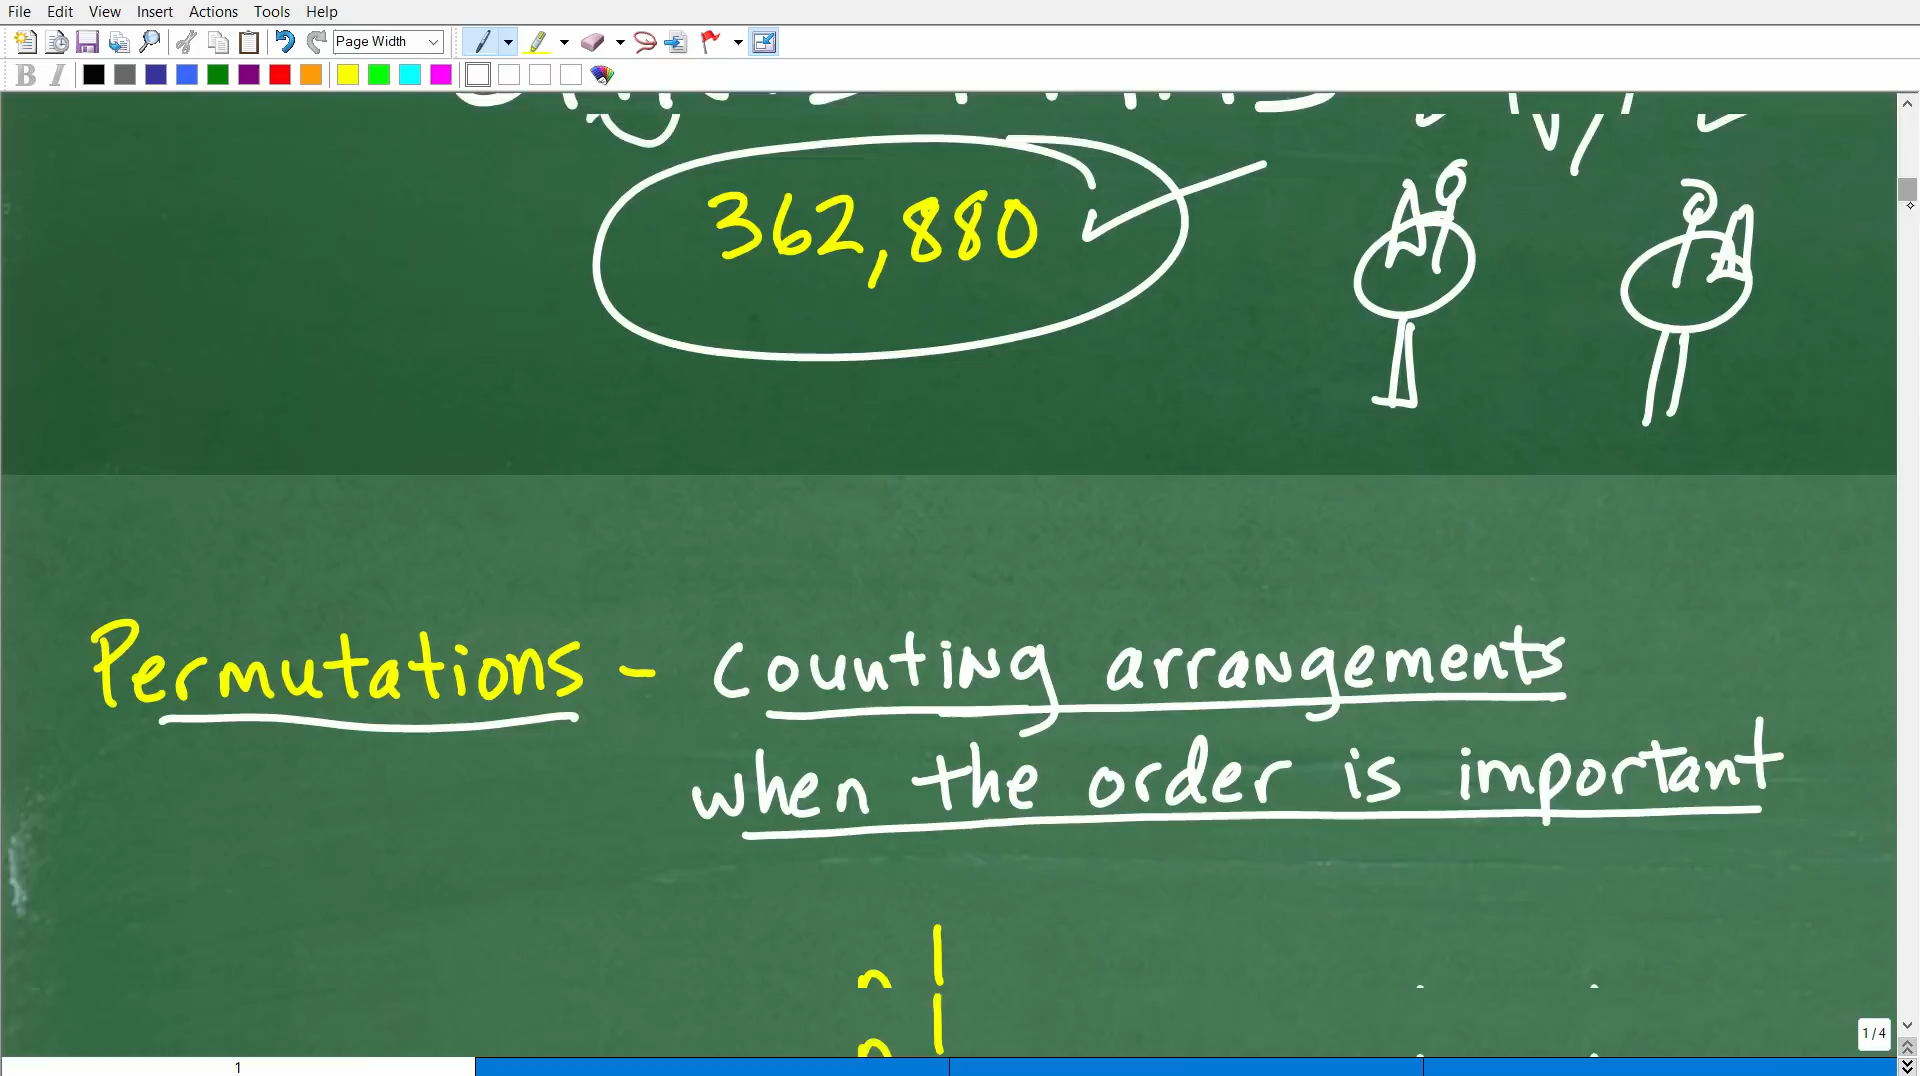 File Edit View Insert Actions Tools Help
Page Width
B I
362,880
Permutations - Counting arrangements
when the order is important
n
n
1 / 4
1